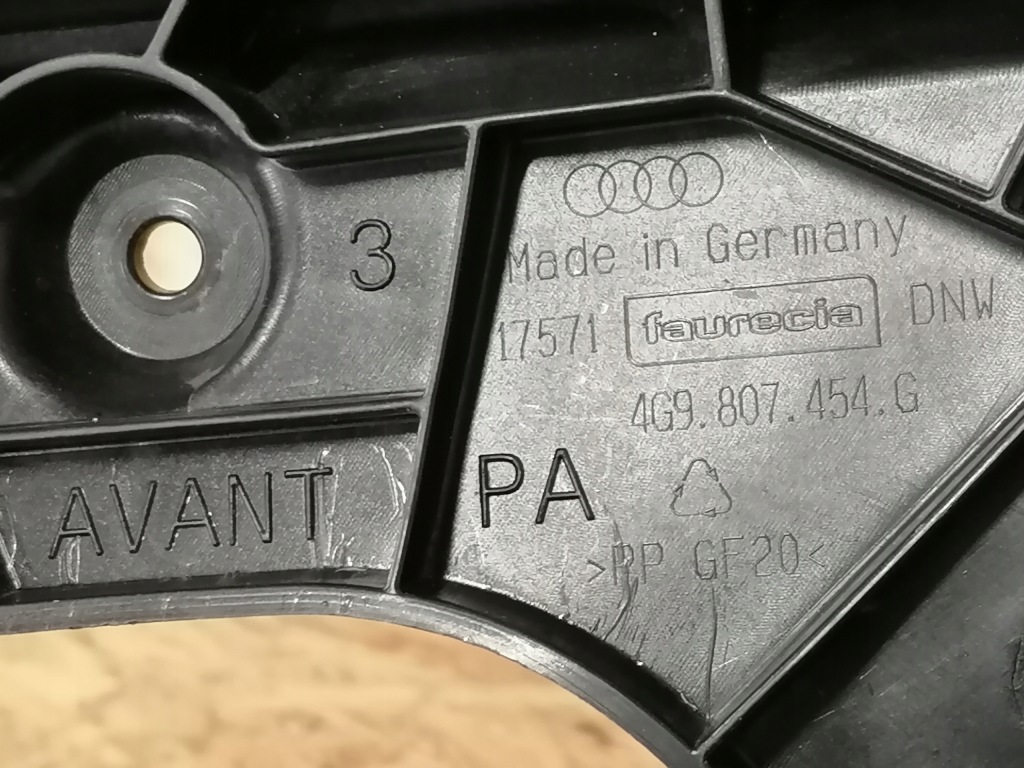 3
Made in Germany
17571 faurecia DNW
4G9.807.454.G
AVANT PA
>PP GF20<